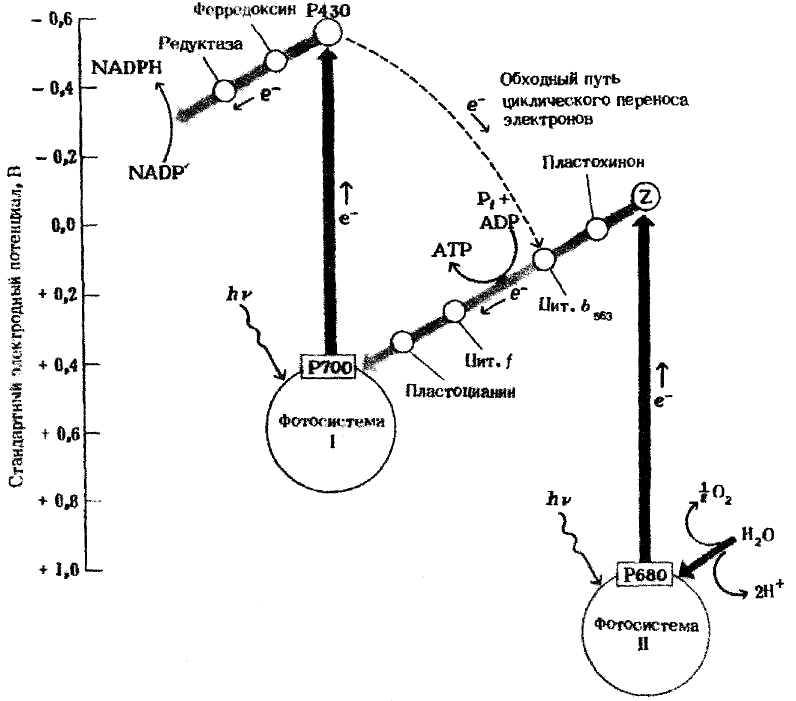 Стандартный электродный потенциал, В
- 0,6
- 0,4
- 0,2
0,0
+ 0,2
+ 0,4
+ 0,6
+ 0,8
+ 1,0
Ферредоксин
P430
Редуктаза
NADPH
e⁻
NADP⁺
e⁻
Обходный путь
циклического переноса
электронов
e⁻
Пластохинон
Z
Pᵢ +
ADP
ATP
e⁻
Цит. b₅₆₃
Цит. f
Пластоцианин
hν
P700
Фотосистема
I
e⁻
hν
½O₂
H₂O
2H⁺
P680
Фотосистема
II